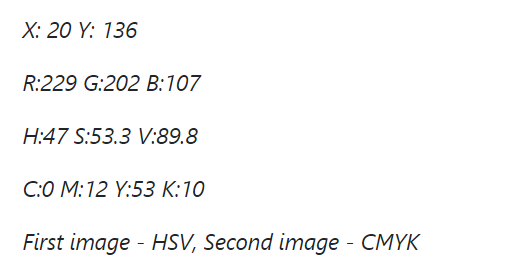 X: 20 Y: 136
R:229 G:202 B:107
H:47 S:53.3 V:89.8
C:0 M:12 Y:53 K:10
First image - HSV, Second image - CMYK